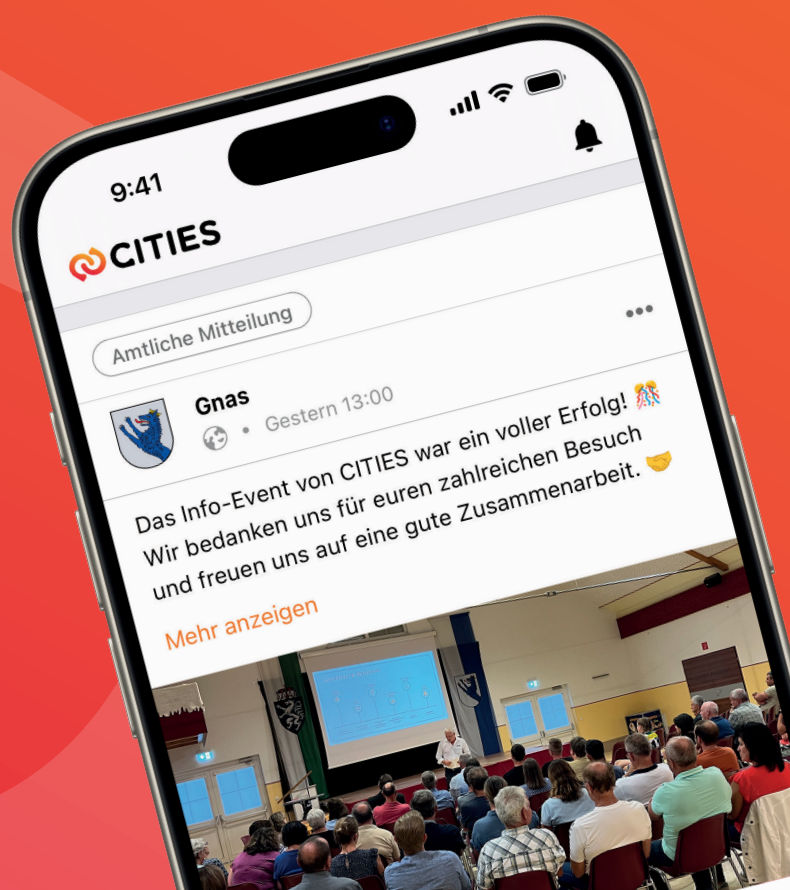 9:41
CITIES
Amtliche Mitteilung
Gnas
• Gestern 13:00
Das Info-Event von CITIES war ein voller Erfolg! 🎊
Wir bedanken uns für euren zahlreichen Besuch
und freuen uns auf eine gute Zusammenarbeit. 🤝
Mehr anzeigen